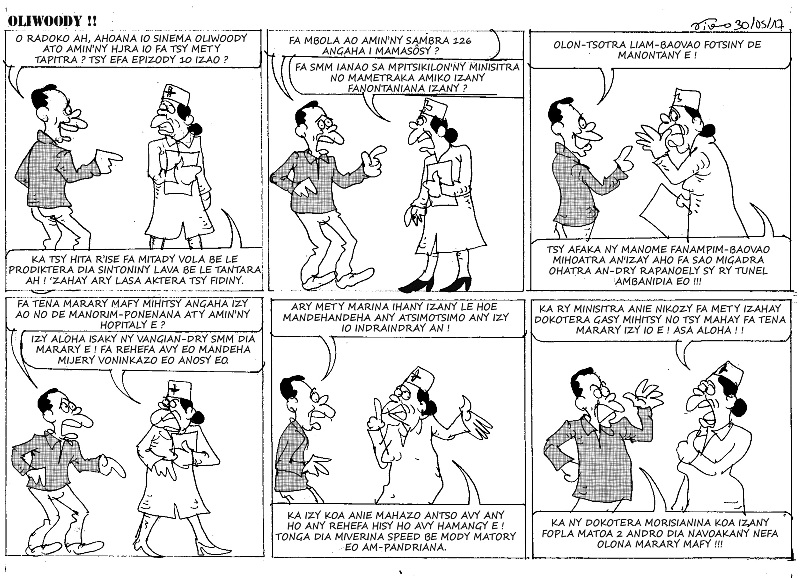 OLIWOODY !!
30/05/17
O RADOKO AH, AHOANA IO SINEMA OLIWOODY
ATO AMIN'NY HJRA IO FA TSY METY
TAPITRA ? TSY EFA EPIZODY 10 IZAO ?
KA TSY HITA R'ISE FA MITADY VOLA BE LE
PRODIKTERA DIA SINTONINY LAVA BE LE TANTARA
AH ! 'ZAHAY ARY LASA AKTERA TSY FIDINY.
FA MBOLA AO AMIN'NY SAMBRA 126
ANGAHA I MAMASOSY ?
FA SMM IANAO SA MPITSIKILON'NY MINISITRA
NO MAMETRAKA AMIKO IZANY
FANONTANIANA IZANY ?
OLON-TSOTRA LIAM-BAOVAO FOTSINY DE
MANONTANY E !
TSY AFAKA NY MANOME FANAMPIM-BAOVAO
MIHOATRA AN'IZAY AHO FA SAO MIGADRA
OHATRA AN-DRY RAPANOELY SY RY TUNEL
AMBANIDIA EO !!!
FA TENA MARARY MAFY MIHITSY ANGAHA IZY
AO NO DE MANORIM-PONENANA ATY AMIN'NY
HOPITALY E ?
IZY ALOHA ISAKY NY VANGIAN-DRY SMM DIA
MARARY E ! FA REHEFA AVY EO MANDEHA
MIJERY VONINKAZO EO ANOSY EO.
ARY METY MARINA IHANY IZANY LE HOE
MANDEHANDEHA ANY ATSIMOTSIMO ANY IZY
IO INDRAINDRAY AN !
KA IZY KOA ANIE MAHAZO ANTSO AVY ANY
HO ANY REHEFA HISY HO AVY HAMANGY E !
TONGA DIA MIVERINA SPEED BE MODY MATORY
EO AM-PANDRIANA.
KA RY MINISITRA ANIE NIKOZY FA METY IZAHAY
DOKOTERA GASY MIHITSY NO TSY MAHAY FA TENA
MARARY IZY IO E ! ASA ALOHA ! !
KA NY DOKOTERA MORISIANINA KOA IZANY
FOPLA MATOA 2 ANDRO DIA NAVOAKANY NEFA
OLONA MARARY MAFY !!!